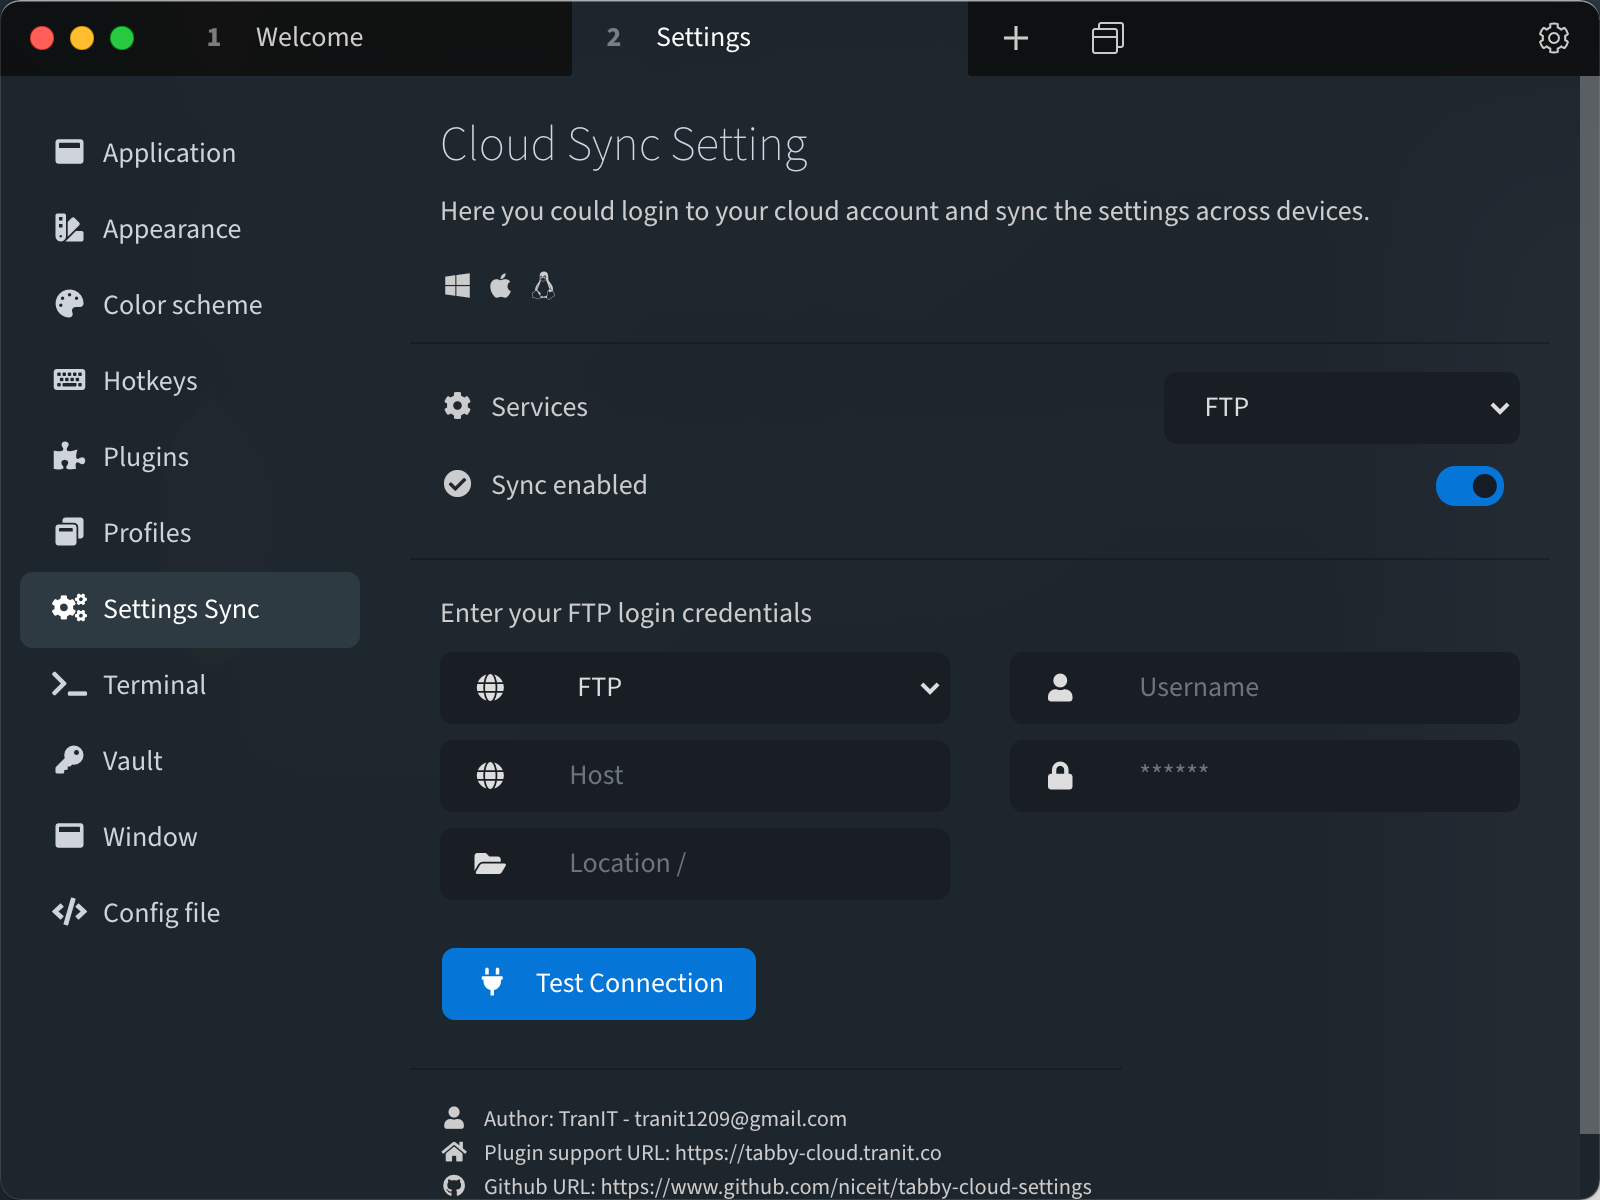 1 Welcome
2 Settings
Application
Appearance
Color scheme
Hotkeys
Plugins
Profiles
Settings Sync
Terminal
Vault
Window
Config file
Cloud Sync Setting
Here you could login to your cloud account and sync the settings across devices.
Services
FTP
Sync enabled
Enter your FTP login credentials
FTP
Username
Host
******
Location /
Test Connection
Author: TranIT - tranit1209@gmail.com
Plugin support URL: https://tabby-cloud.tranit.co
Github URL: https://www.github.com/niceit/tabby-cloud-settings